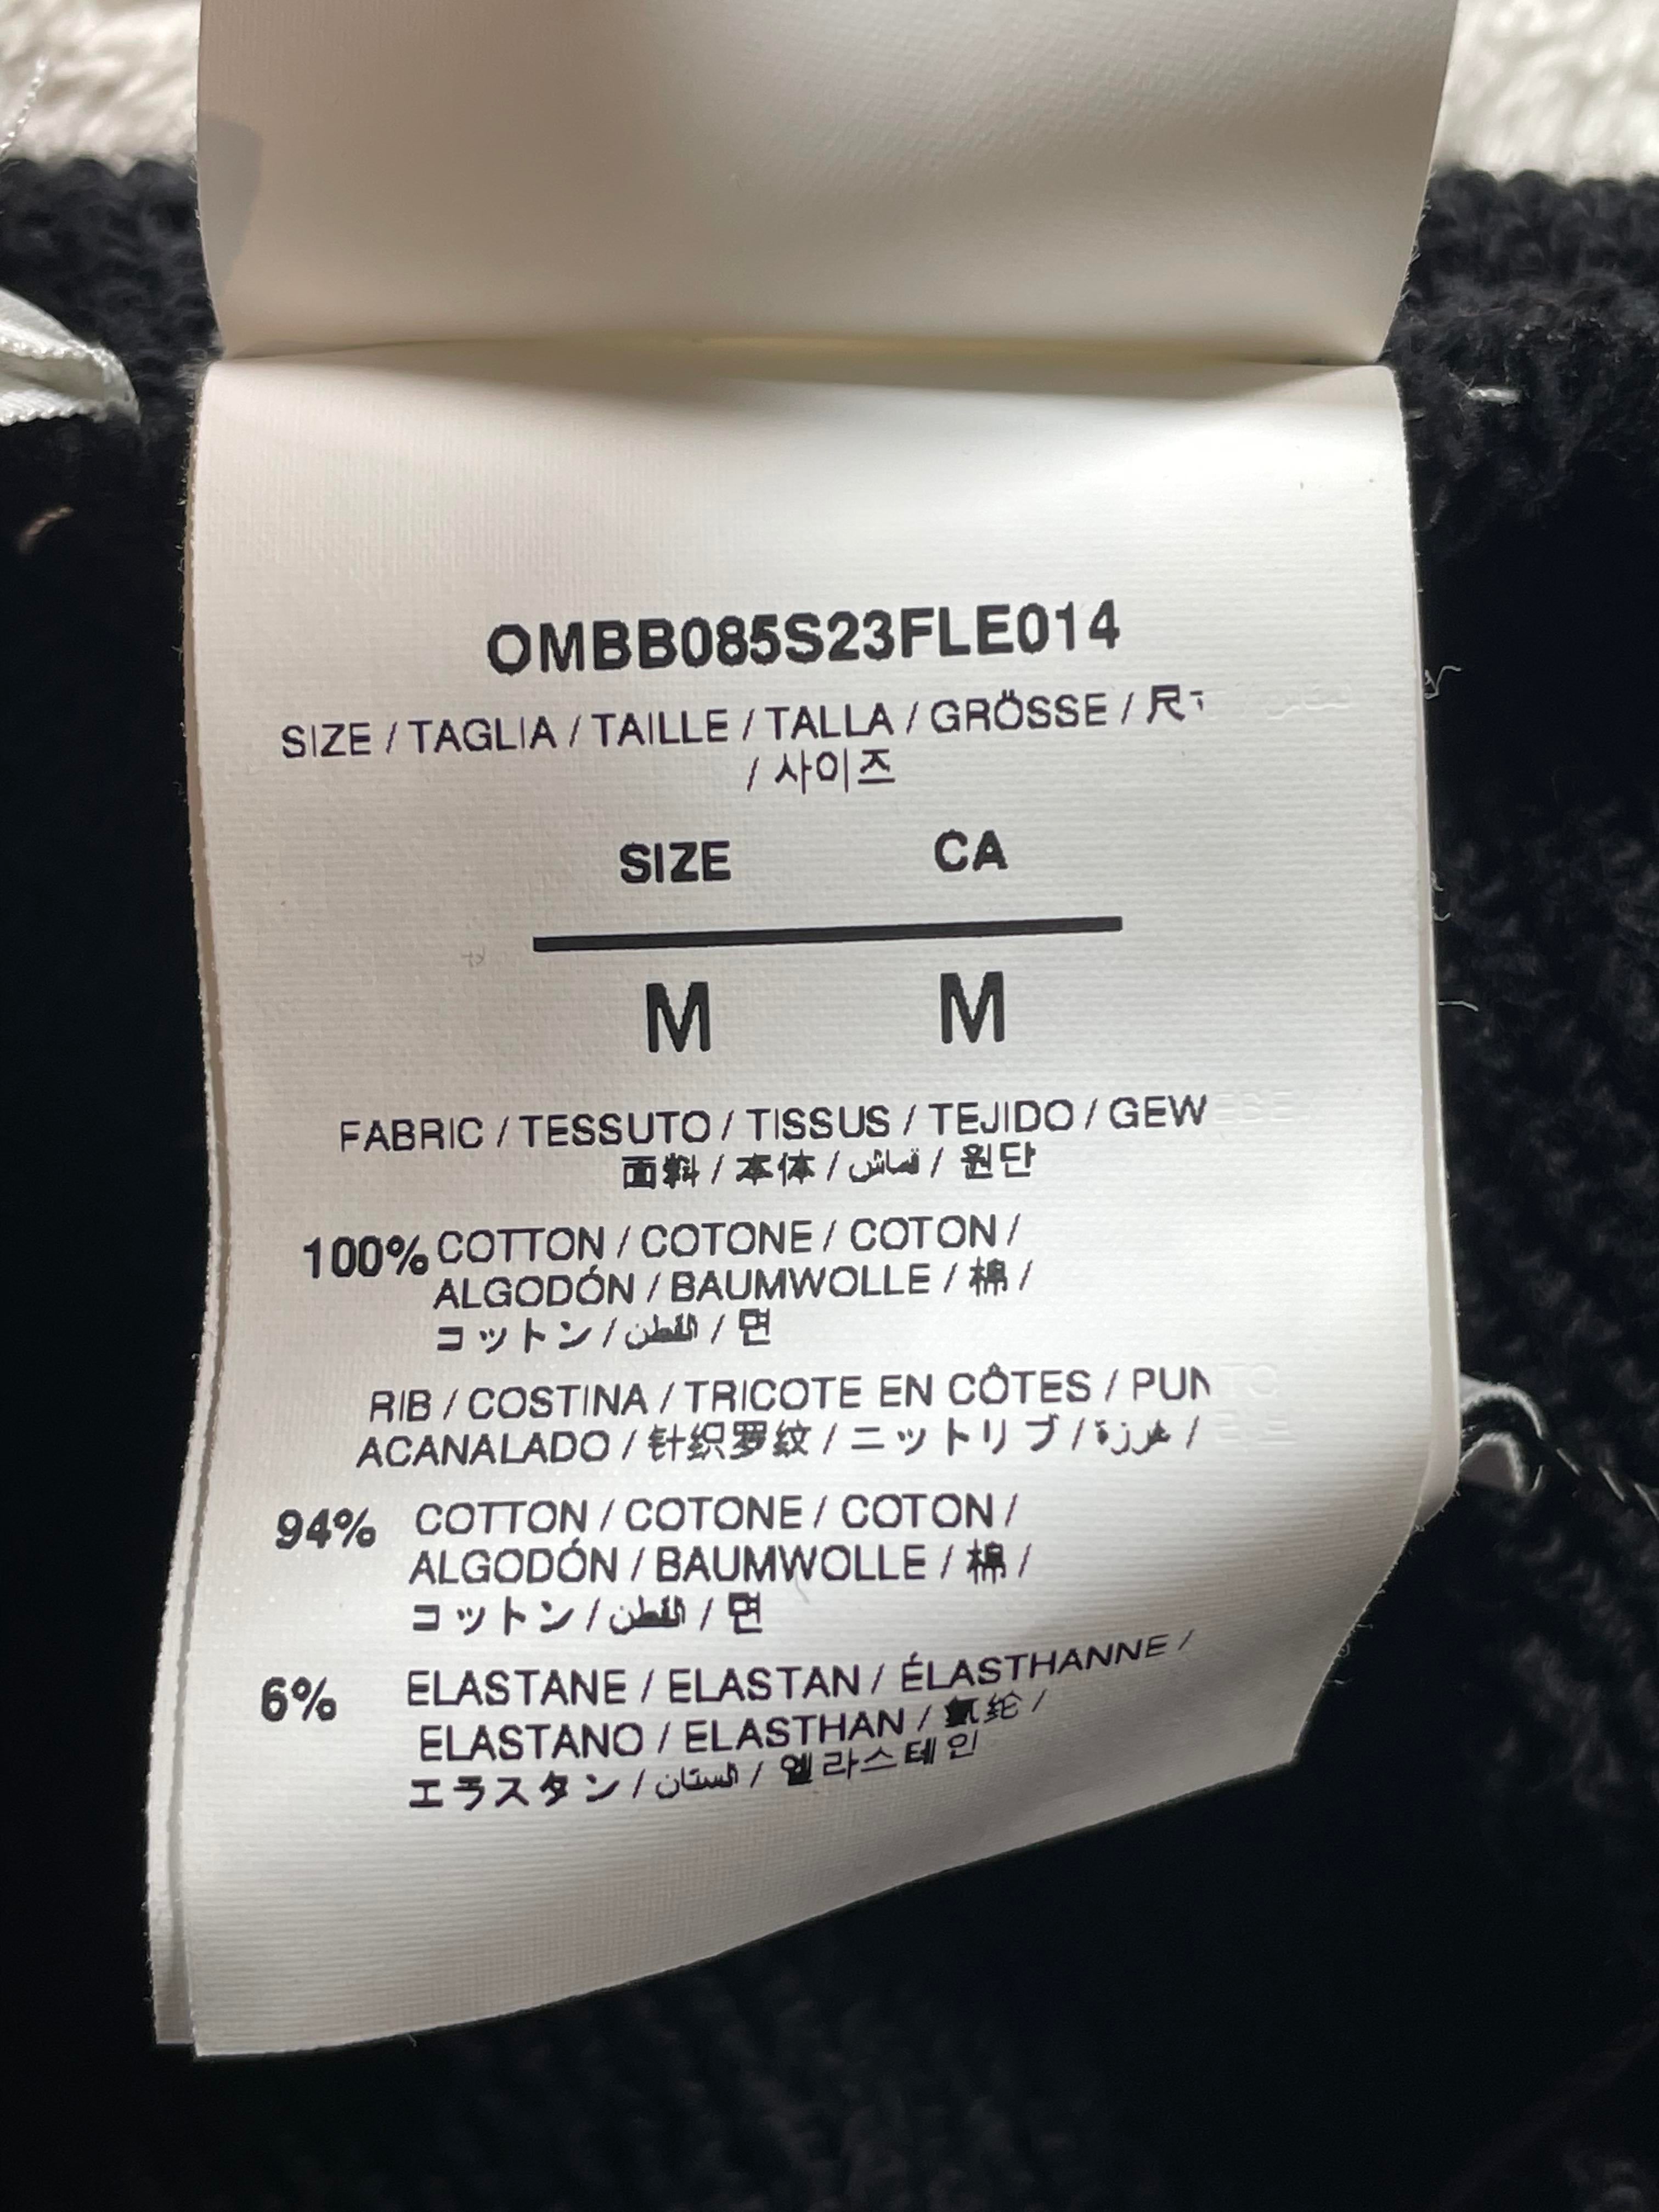 OMBB085S23FLE014
SIZE / TAGLIA / TAILLE / TALLA / GRÖSSE / 尺
/ 사이즈
SIZE CA
M M
FABRIC / TESSUTO / TISSUS / TEJIDO / GEW
面料 / 本体 / قماش / 원단
100% COTTON / COTONE / COTON /
ALGODÓN / BAUMWOLLE / 棉 /
コットン / القطن / 면
RIB / COSTINA / TRICOTE EN CÔTES / PUN
ACANALADO / 针织罗纹 / ニットリブ / غرزة /
94% COTTON / COTONE / COTON /
ALGODÓN / BAUMWOLLE / 棉 /
コットン / القطن / 면
6% ELASTANE / ELASTAN / ÉLASTHANNE /
ELASTANO / ELASTHAN / 氨纶 /
エラスタン / الستان / 엘라스테인